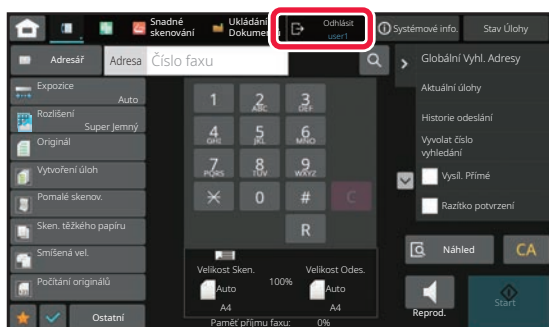 Snadné
skenování
Ukládání
Dokumentu
Odhlásit
user1
Systémové info.
Stav Úlohy
Adresář
Adresa
Číslo faxu
Globální Vyhl. Adresy
Expozice
Auto
Aktuální úlohy
Rozlišení
Super Jemný
Historie odeslání
Originál
Vyvolat číslo
vyhledání
Vytvoření úloh
Vysíl. Přímé
Pomalé skenov.
Razítko potvrzení
Sken. těžkého papíru
Smíšená vel.
Náhled
CA
Počítání originálů
Ostatní
1
2
ABC
3
DEF
4
GHI
5
JKL
6
MNO
7
PQRS
8
TUV
9
WXYZ
0
#
C
R
Velikost Sken.
Velikost Odes.
Auto
100%
Auto
A4
A4
Paměť příjmu faxu:
0%
Reprod.
Start